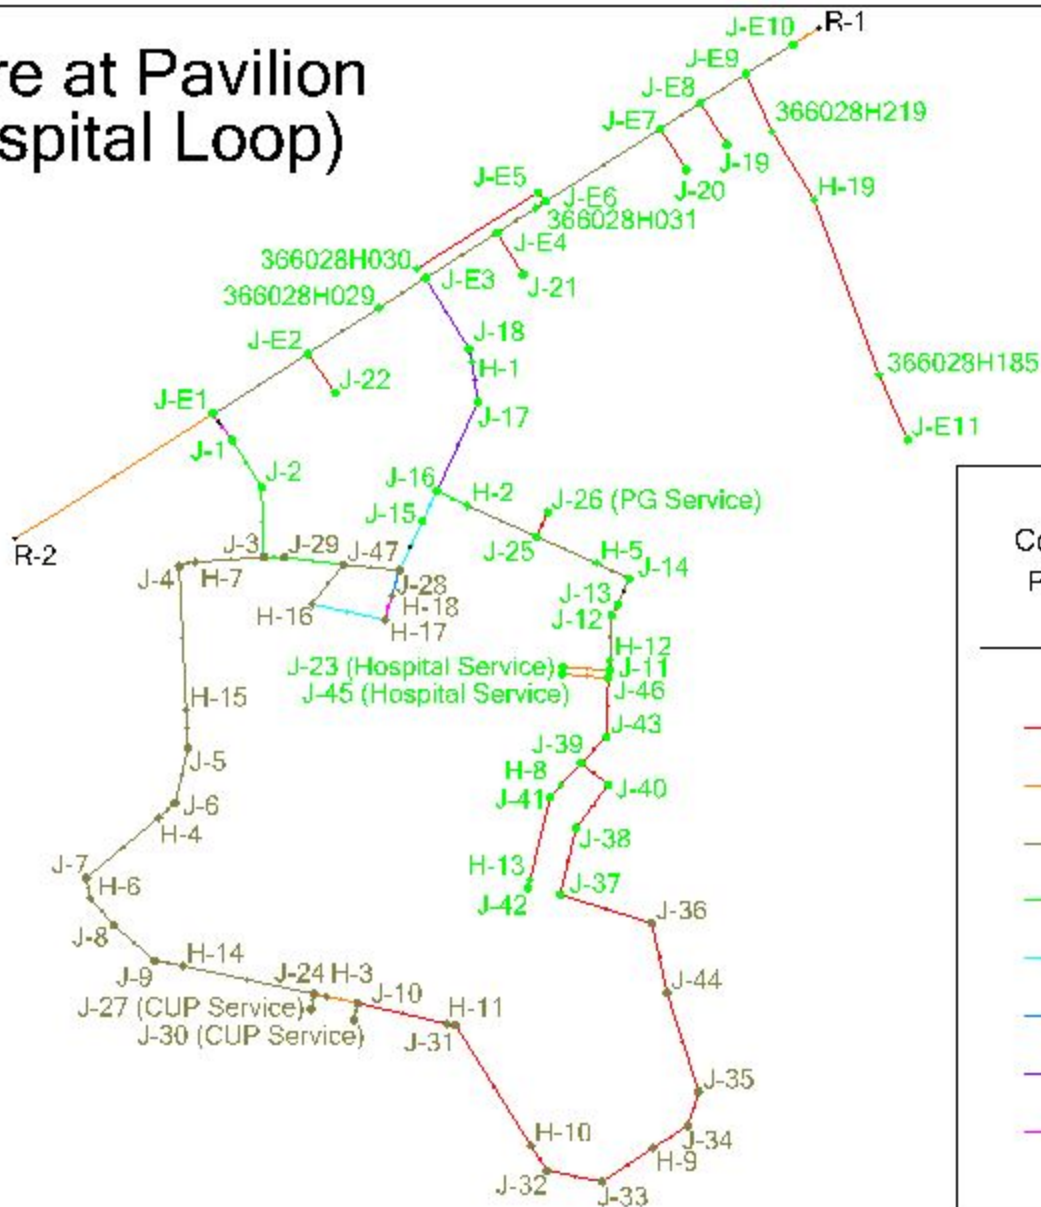 re at Pavilion
spital Loop)
R-1
J-E10
J-E9
J-E8
J-E7
366028H219
J-19
J-20
H-19
J-E5
J-E6
366028H031
J-E4
366028H030
J-E3
J-21
366028H029
J-18
J-E2
H-1
J-22
366028H185
J-E1
J-17
J-1
J-E11
J-2
J-16
H-2
J-26 (PG Service)
J-15
J-25
R-2
J-3
J-29
J-47
H-5
J-14
J-4
H-7
J-28
J-13
H-18
J-12
H-16
H-17
H-12
J-23 (Hospital Service)
J-11
J-45 (Hospital Service)
J-46
H-15
J-43
J-39
J-5
H-8
J-40
J-41
J-6
H-4
J-38
J-7
H-13
H-6
J-37
J-42
J-36
J-8
H-14
J-9
J-24
H-3
J-10
J-44
J-27 (CUP Service)
H-11
J-30 (CUP Service)
J-31
J-35
H-10
J-34
H-9
J-32
J-33
Co
P